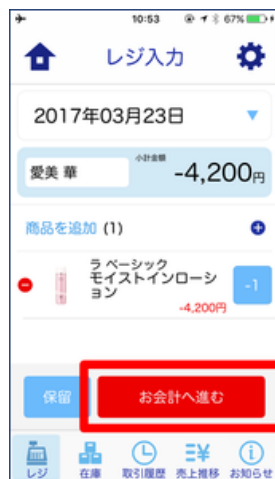 10:53
67%
レジ入力
2017年03月23日
愛美 華
小計金額
-4,200円
商品を追加 (1)
ラ ベーシック
モイストインローシ
ョン
-1
-4,200円
保留
お会計へ進む
レジ
在庫
取引履歴
売上推移
お知らせ